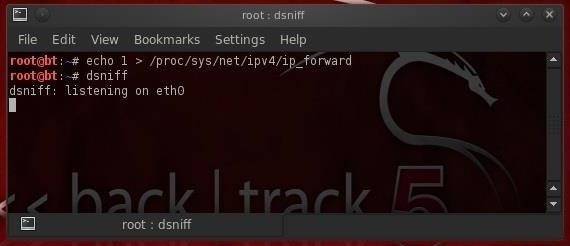 root : dsniff
File Edit View Bookmarks Settings Help
root@bt:~# echo 1 > /proc/sys/net/ipv4/ip_forward
root@bt:~# dsniff
dsniff: listening on eth0
<< back | track 5
root : dsniff